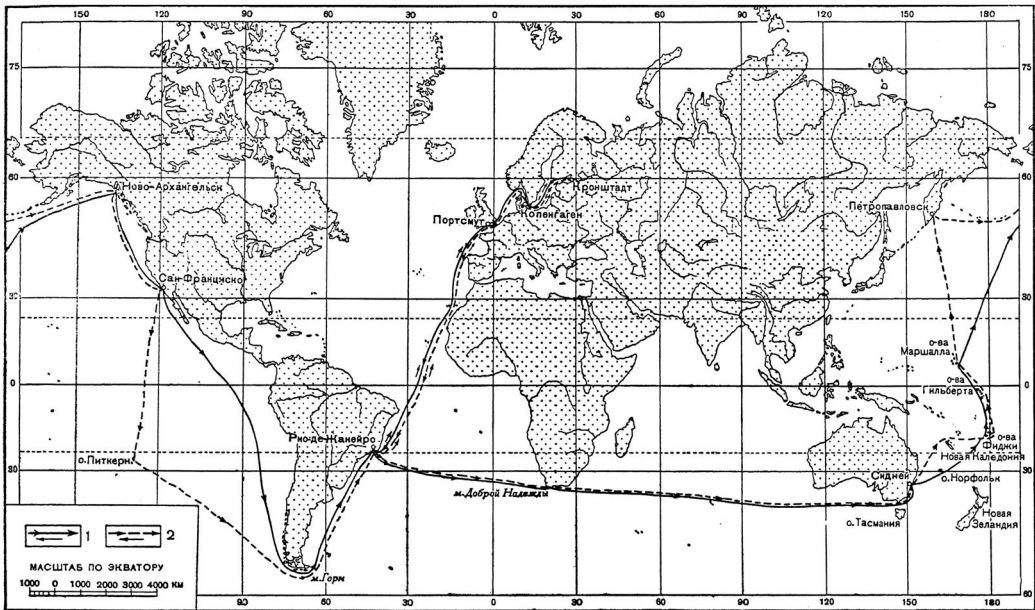 150 120 90 60 30 0 30 60 90 120 150 180
75 75
60 60
Ново-Архангельск
Кронштадт
Копенгаген
Портсмут
Петропавловск
Сан-Франциско
30 30
о-ва
Маршалла
0 0
о-ва
Гильберта
Рио-де-Жанейро
о-ва
Фиджи
Новая Каледония
о.Питкерн
30 30
Сидней
о.Норфольк
м.Доброй Надежды
о.Тасмания
Новая
Зеландия
1 2
МАСШТАБ ПО ЭКВАТОРУ
1000 0 1000 2000 3000 4000 КМ
м.Горн
90 60 30 0 30 60 90 120 150 180